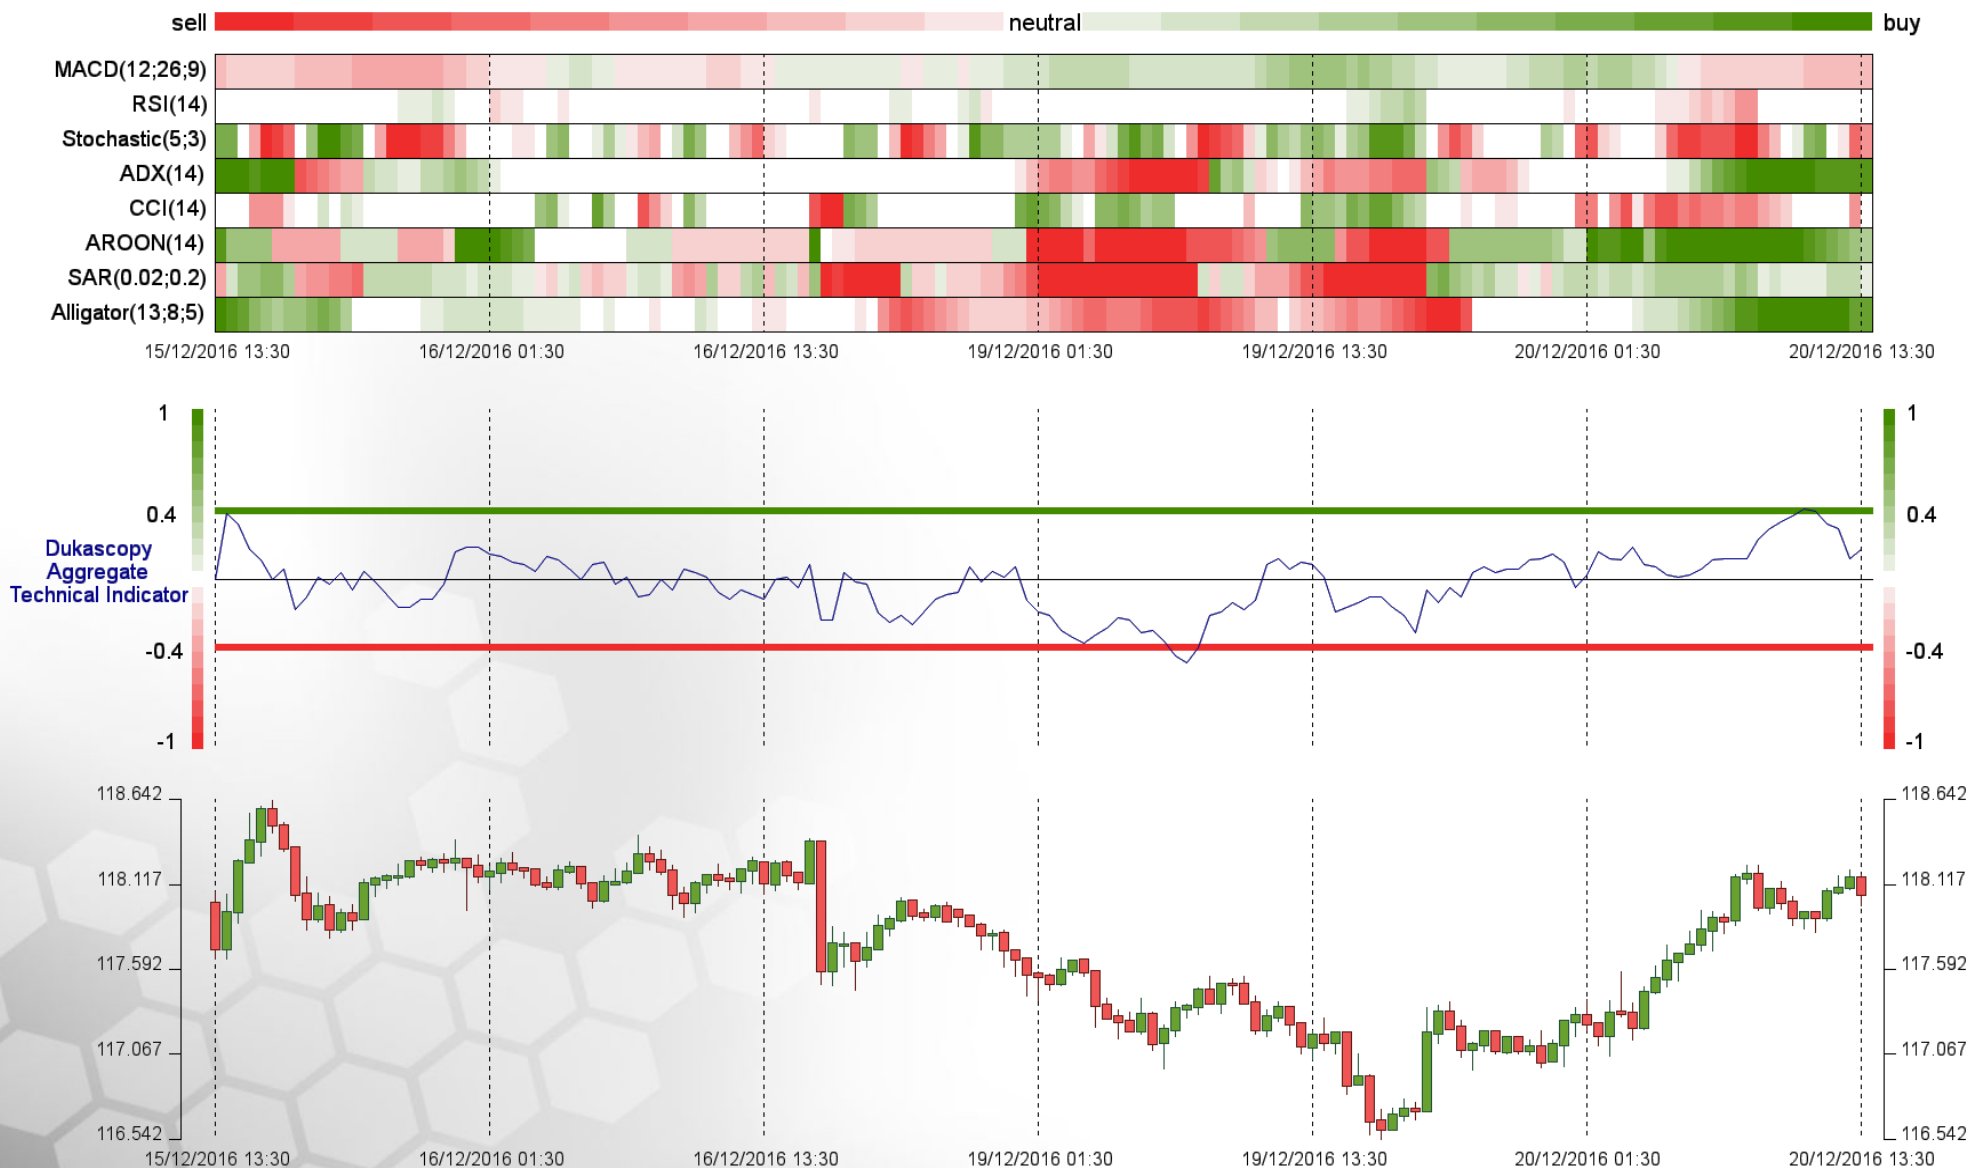 sell neutral buy
MACD(12;26;9)
RSI(14)
Stochastic(5;3)
ADX(14)
CCI(14)
AROON(14)
SAR(0.02;0.2)
Alligator(13;8;5)
15/12/2016 13:30 16/12/2016 01:30 16/12/2016 13:30 19/12/2016 01:30 19/12/2016 13:30 20/12/2016 01:30 20/12/2016 13:30
1 1
0.4 0.4
Dukascopy
Aggregate
Technical Indicator
-0.4 -0.4
-1 -1
118.642 118.642
118.117 118.117
117.592 117.592
117.067 117.067
116.542 116.542
15/12/2016 13:30 16/12/2016 01:30 16/12/2016 13:30 19/12/2016 01:30 19/12/2016 13:30 20/12/2016 01:30 20/12/2016 13:30